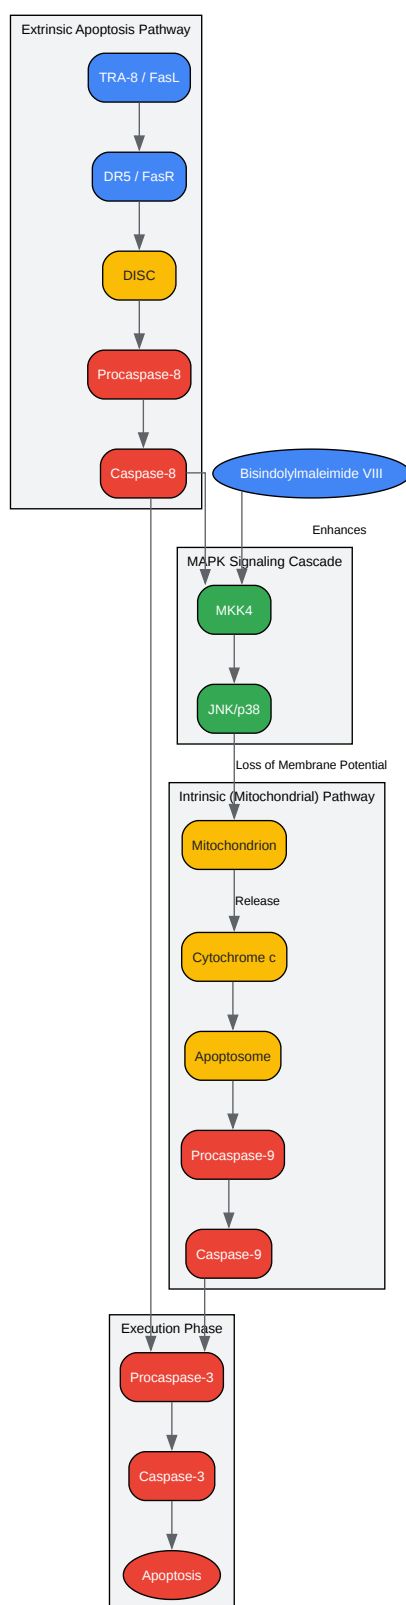 Extrinsic Apoptosis Pathway
TRA-8 / FasL
DR5 / FasR
DISC
Procaspase-8
Caspase-8
Bisindolylmaleimide VIII
Enhances
MAPK Signaling Cascade
MKK4
JNK/p38
Loss of Membrane Potential
Intrinsic (Mitochondrial) Pathway
Mitochondrion
Release
Cytochrome c
Apoptosome
Procaspase-9
Caspase-9
Execution Phase
Procaspase-3
Caspase-3
Apoptosis